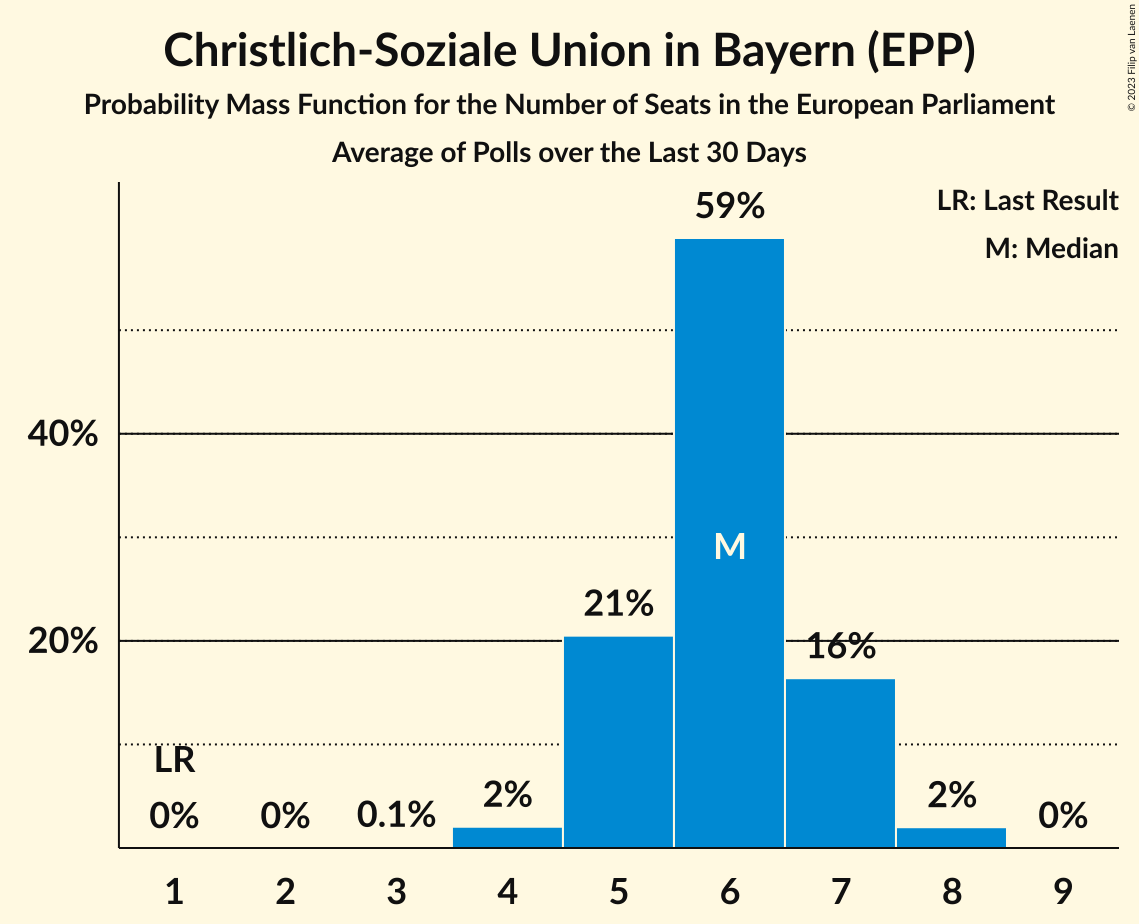 Christlich-Soziale Union in Bayern (EPP)
Probability Mass Function for the Number of Seats in the European Parliament
Average of Polls over the Last 30 Days
© 2023 Filip van Laenen
LR: Last Result
M: Median
59%
40%
M
21%
20%
16%
LR
0%
0%
0.1%
2%
2%
0%
1 2 3 4 5 6 7 8 9